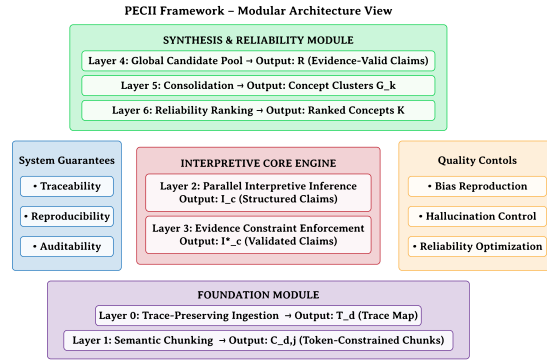 PECII Framework – Modular Architecture View
SYNTHESIS & RELIABILITY MODULE
Layer 4: Global Candidate Pool → Output: R (Evidence-Valid Claims)
Layer 5: Consolidation → Output: Concept Clusters G_k
Layer 6: Reliability Ranking → Output: Ranked Concepts K
System Guarantees
• Traceability
• Reproducibility
• Auditability
INTERPRETIVE CORE ENGINE
Layer 2: Parallel Interpretive Inference
Output: I_c (Structured Claims)
Layer 3: Evidence Constraint Enforcement
Output: I*_c (Validated Claims)
Quality Contols
• Bias Reproduction
• Hallucination Control
• Reliability Optimization
FOUNDATION MODULE
Layer 0: Trace-Preserving Ingestion → Output: T_d (Trace Map)
Layer 1: Semantic Chunking → Output: C_d,j (Token-Constrained Chunks)